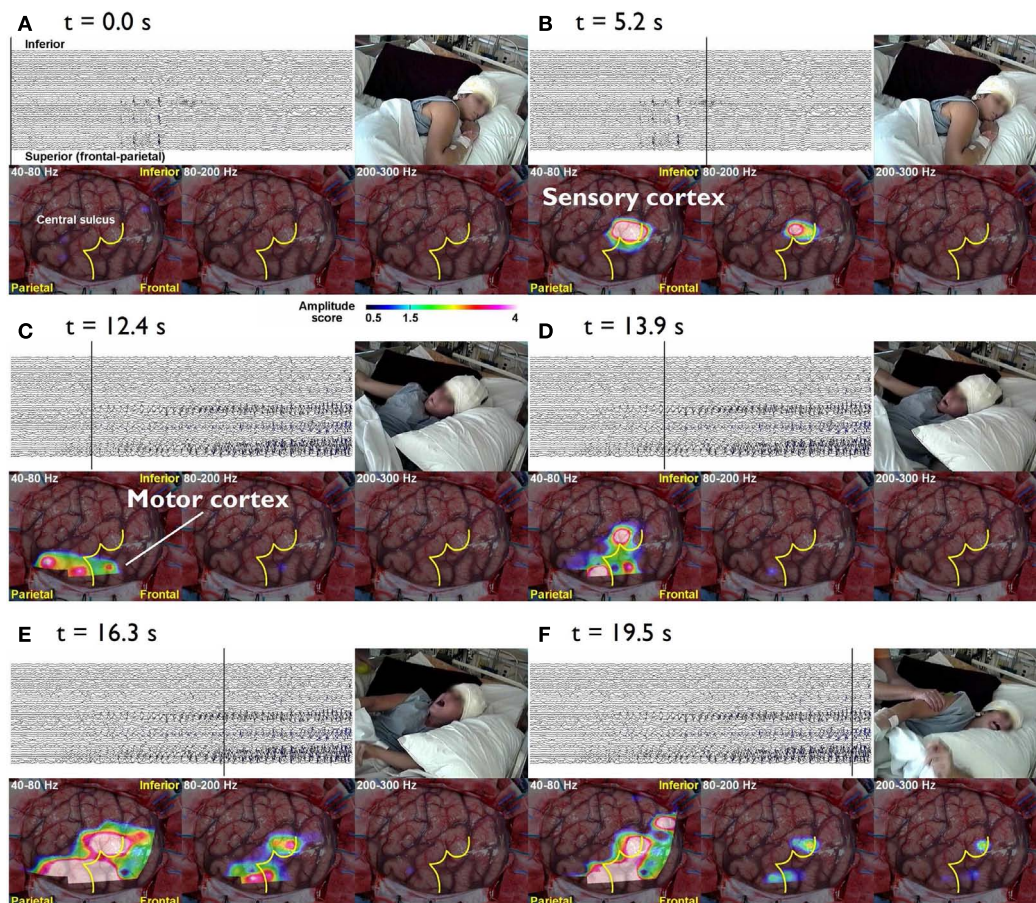 A t = 0.0 s
Inferior
Superior (frontal-parietal)
40-80 Hz Inferior 80-200 Hz 200-300 Hz
Central sulcus
Parietal Frontal
B t = 5.2 s
40-80 Hz Inferior 80-200 Hz 200-300 Hz
Sensory cortex
Parietal Frontal
Amplitude score 0.5 1.5 4
C t = 12.4 s
40-80 Hz Inferior 80-200 Hz 200-300 Hz
Motor cortex
Parietal Frontal
D t = 13.9 s
40-80 Hz Inferior 80-200 Hz 200-300 Hz
Parietal Frontal
E t = 16.3 s
40-80 Hz Inferior 80-200 Hz 200-300 Hz
Parietal Frontal
F t = 19.5 s
40-80 Hz Inferior 80-200 Hz 200-300 Hz
Parietal Frontal